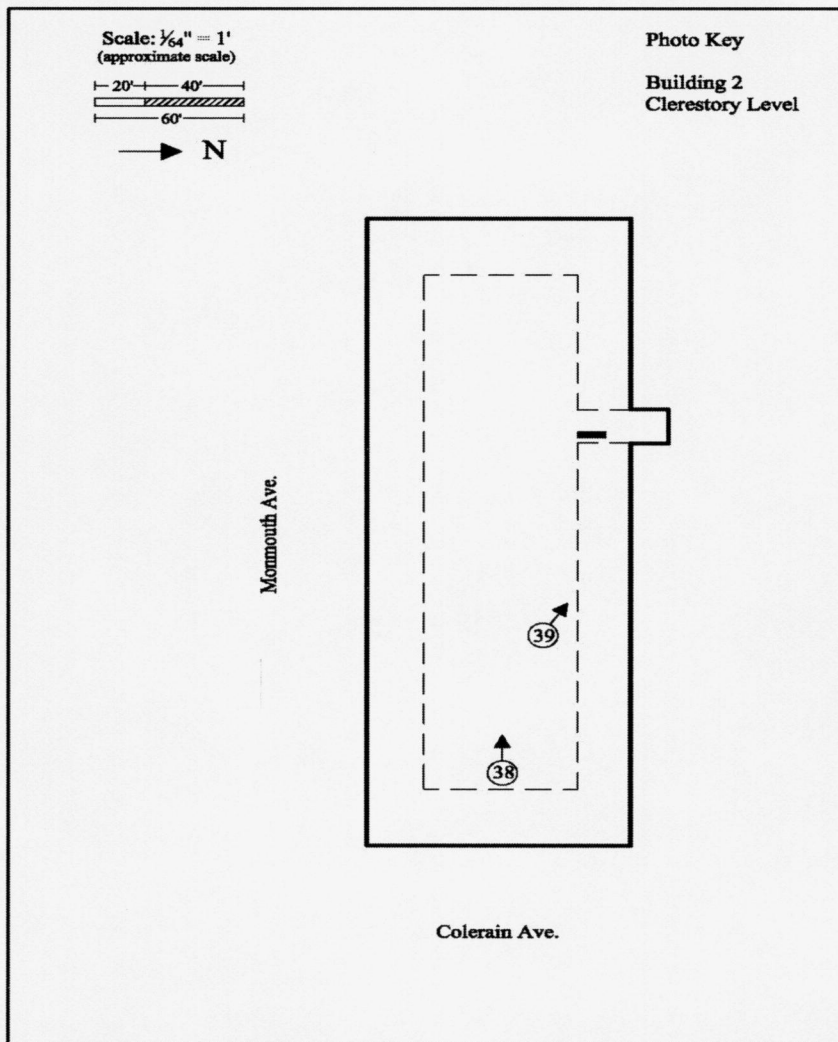 Scale: 1⁄64" = 1'
(approximate scale)
20' 40'
60'
N
Photo Key
Building 2
Clerestory Level
Monmouth Ave.
39
38
Colerain Ave.